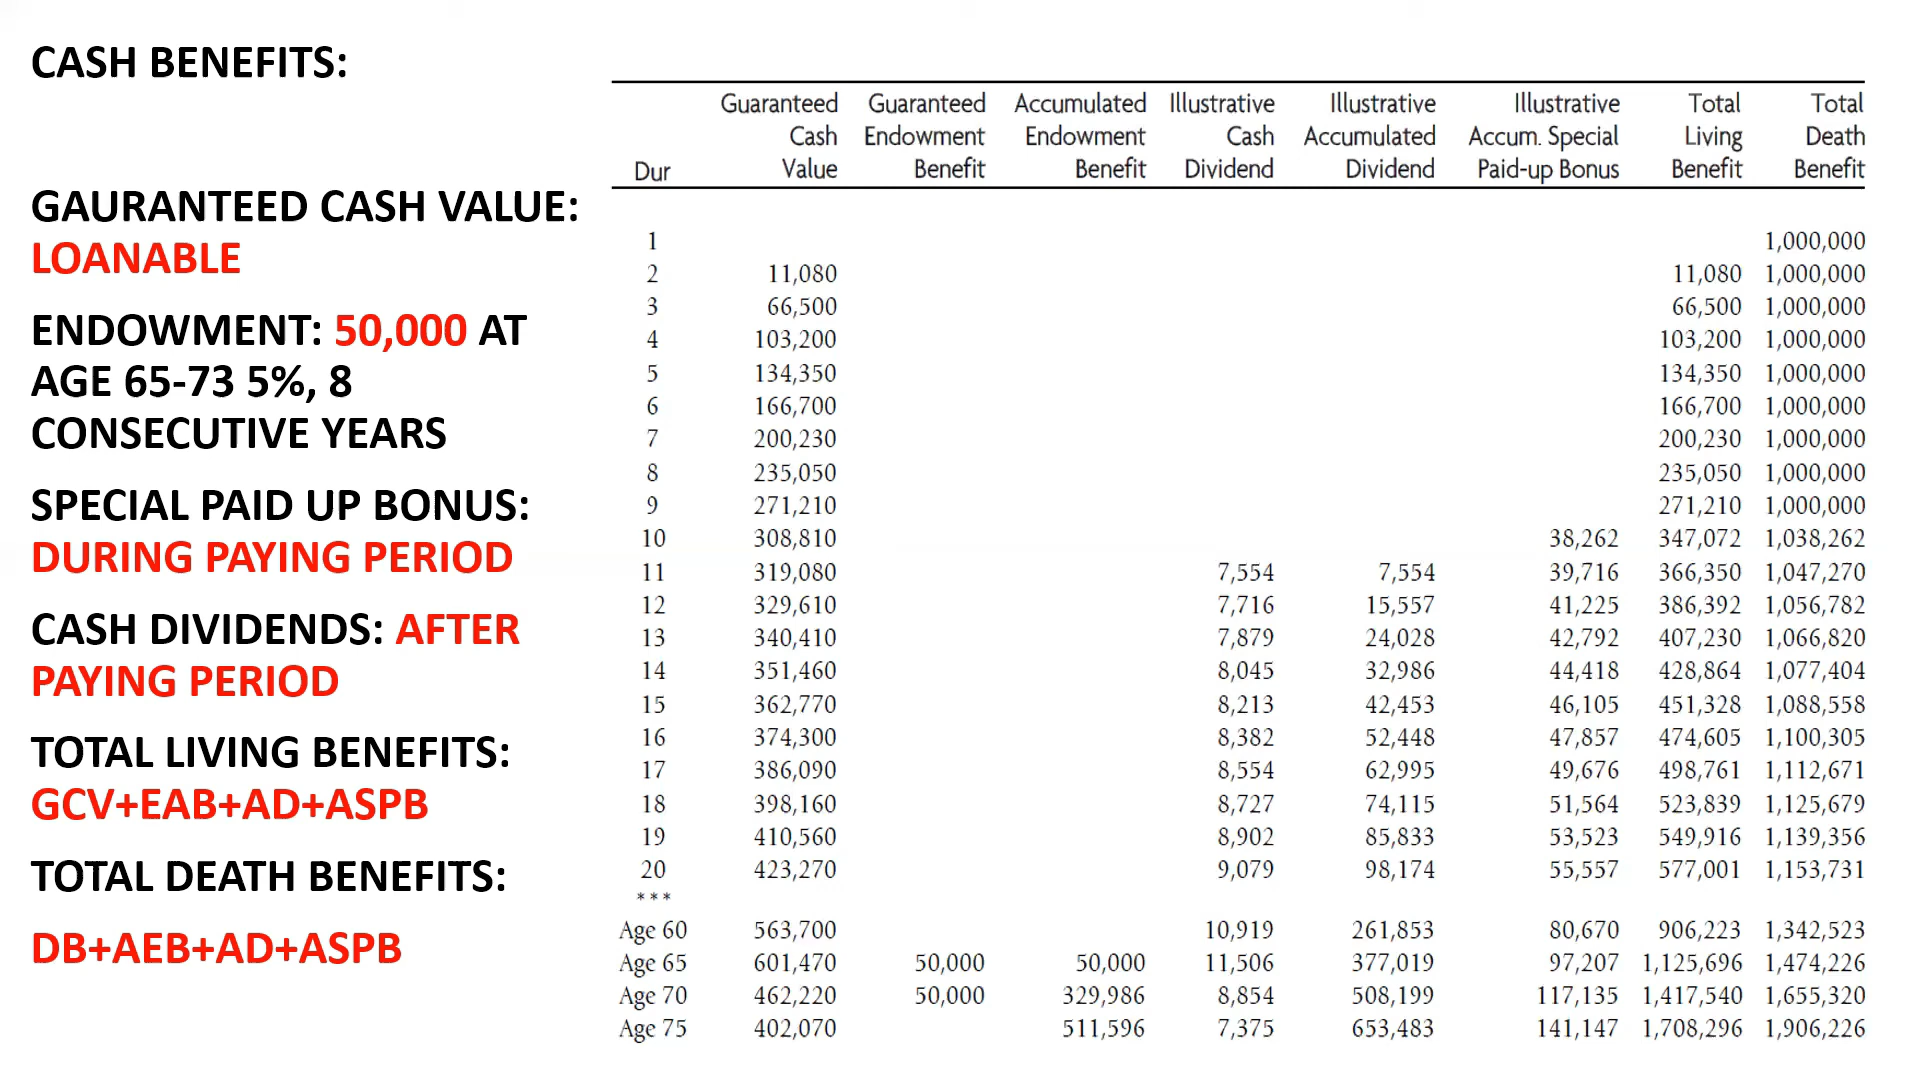 CASH BENEFITS:
GAURANTEED CASH VALUE:
LOANABLE
ENDOWMENT: 50,000 AT
AGE 65-73 5%, 8
CONSECUTIVE YEARS
SPECIAL PAID UP BONUS:
DURING PAYING PERIOD
CASH DIVIDENDS: AFTER
PAYING PERIOD
TOTAL LIVING BENEFITS:
GCV+EAB+AD+ASPB
TOTAL DEATH BENEFITS:
DB+AEB+AD+ASPB
Guaranteed Guaranteed Accumulated Illustrative Illustrative Illustrative Total Total
Cash Endowment Endowment Cash Accumulated Accum. Special Living Death
Dur Value Benefit Benefit Dividend Dividend Paid-up Bonus Benefit Benefit
1 1,000,000
2 11,080 11,080 1,000,000
3 66,500 66,500 1,000,000
4 103,200 103,200 1,000,000
5 134,350 134,350 1,000,000
6 166,700 166,700 1,000,000
7 200,230 200,230 1,000,000
8 235,050 235,050 1,000,000
9 271,210 271,210 1,000,000
10 308,810 38,262 347,072 1,038,262
11 319,080 7,554 7,554 39,716 366,350 1,047,270
12 329,610 7,716 15,557 41,225 386,392 1,056,782
13 340,410 7,879 24,028 42,792 407,230 1,066,820
14 351,460 8,045 32,986 44,418 428,864 1,077,404
15 362,770 8,213 42,453 46,105 451,328 1,088,558
16 374,300 8,382 52,448 47,857 474,605 1,100,305
17 386,090 8,554 62,995 49,676 498,761 1,112,671
18 398,160 8,727 74,115 51,564 523,839 1,125,679
19 410,560 8,902 85,833 53,523 549,916 1,139,356
20 423,270 9,079 98,174 55,557 577,001 1,153,731
***
Age 60 563,700 10,919 261,853 80,670 906,223 1,342,523
Age 65 601,470 50,000 50,000 11,506 377,019 97,207 1,125,696 1,474,226
Age 70 462,220 50,000 329,986 8,854 508,199 117,135 1,417,540 1,655,320
Age 75 402,070 511,596 7,375 653,483 141,147 1,708,296 1,906,226